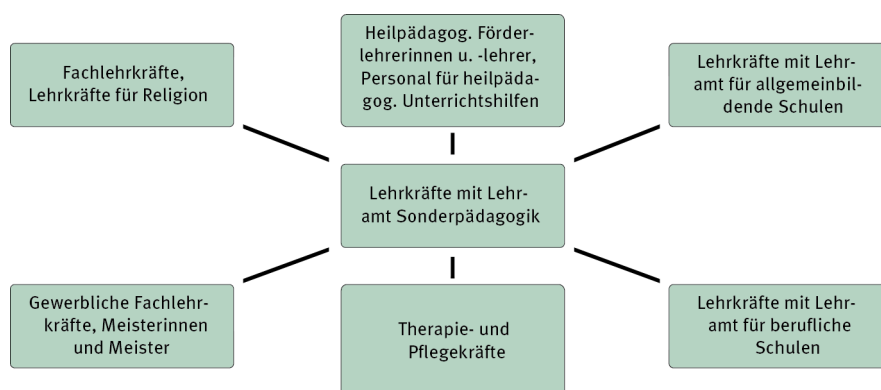 Fachlehrkräfte,
Lehrkräfte für Religion
Heilpädagog. Förder-
lehrerinnen u. -lehrer,
Personal für heilpäda-
gog. Unterrichtshilfen
Lehrkräfte mit Lehr-
amt für allgemeinbil-
dende Schulen
Lehrkräfte mit Lehr-
amt Sonderpädagogik
Gewerbliche Fachlehr-
kräfte, Meisterinnen
und Meister
Therapie- und
Pflegekräfte
Lehrkräfte mit Lehr-
amt für berufliche
Schulen